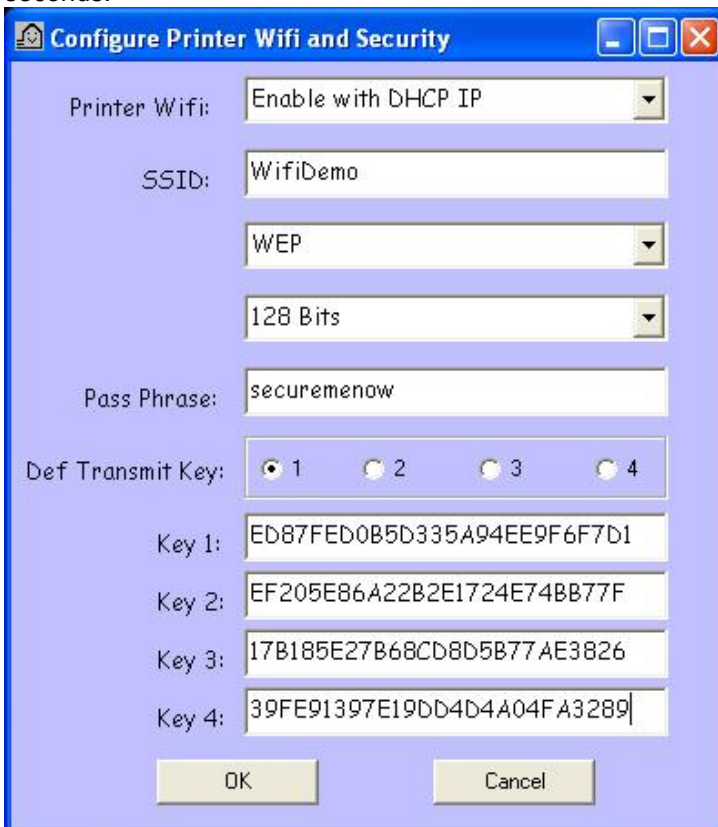 Configure Printer Wifi and Security
Printer Wifi: Enable with DHCP IP
SSID: WifiDemo
WEP
128 Bits
Pass Phrase: securemenow
Def Transmit Key: 1 2 3 4
Key 1: ED87FED0B5D335A94EE9F6F7D1
Key 2: EF205E86A22B2E1724E74BB77F
Key 3: 17B185E27B68CD8D5B77AE3826
Key 4: 39FE91397E19DD4D4A04FA3289
OK Cancel